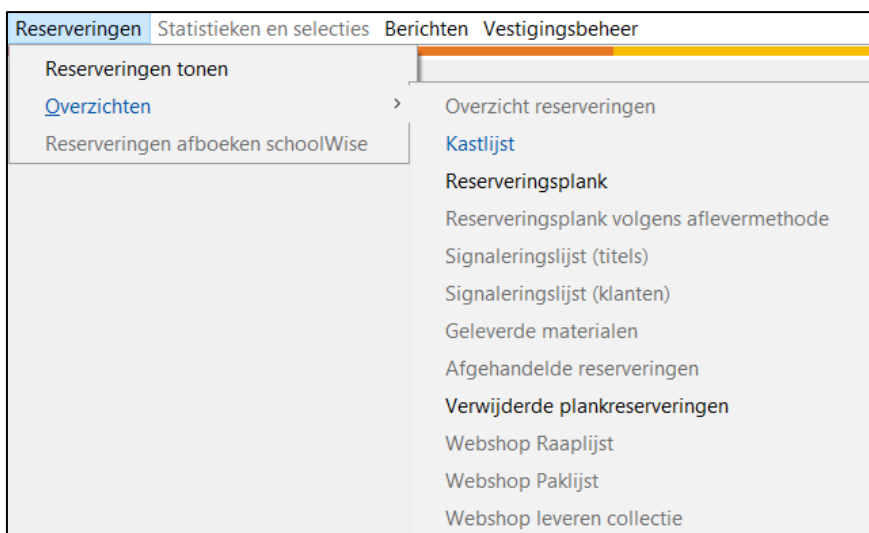 Reserveringen Statistieken en selecties Berichten Vestigingsbeheer
Reserveringen tonen
Overzichten >
Reserveringen afboeken schoolWise
Overzicht reserveringen
Kastlijst
Reserveringsplank
Reserveringsplank volgens aflevermethode
Signaleringslijst (titels)
Signaleringslijst (klanten)
Geleverde materialen
Afgehandelde reserveringen
Verwijderde plankreserveringen
Webshop Raaplijst
Webshop Paklijst
Webshop leveren collectie